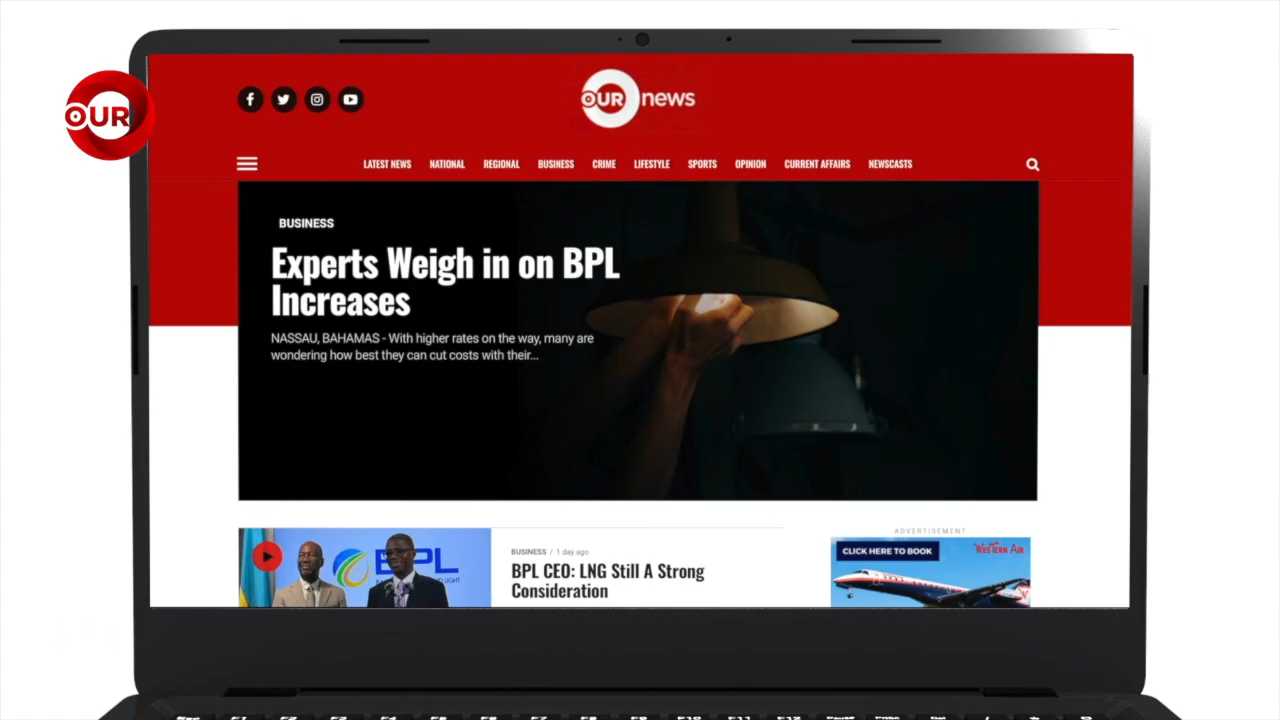 OUR
OUR news
LATEST NEWS NATIONAL REGIONAL BUSINESS CRIME LIFESTYLE SPORTS OPINION CURRENT AFFAIRS NEWSCASTS
BUSINESS
Experts Weigh in on BPL
Increases
NASSAU, BAHAMAS - With higher rates on the way, many are
wondering how best they can cut costs with their...
BPL
BUSINESS / 1 day ago
BPL CEO: LNG Still A Strong
Consideration
ADVERTISEMENT
CLICK HERE TO BOOK
WESTERN AIR